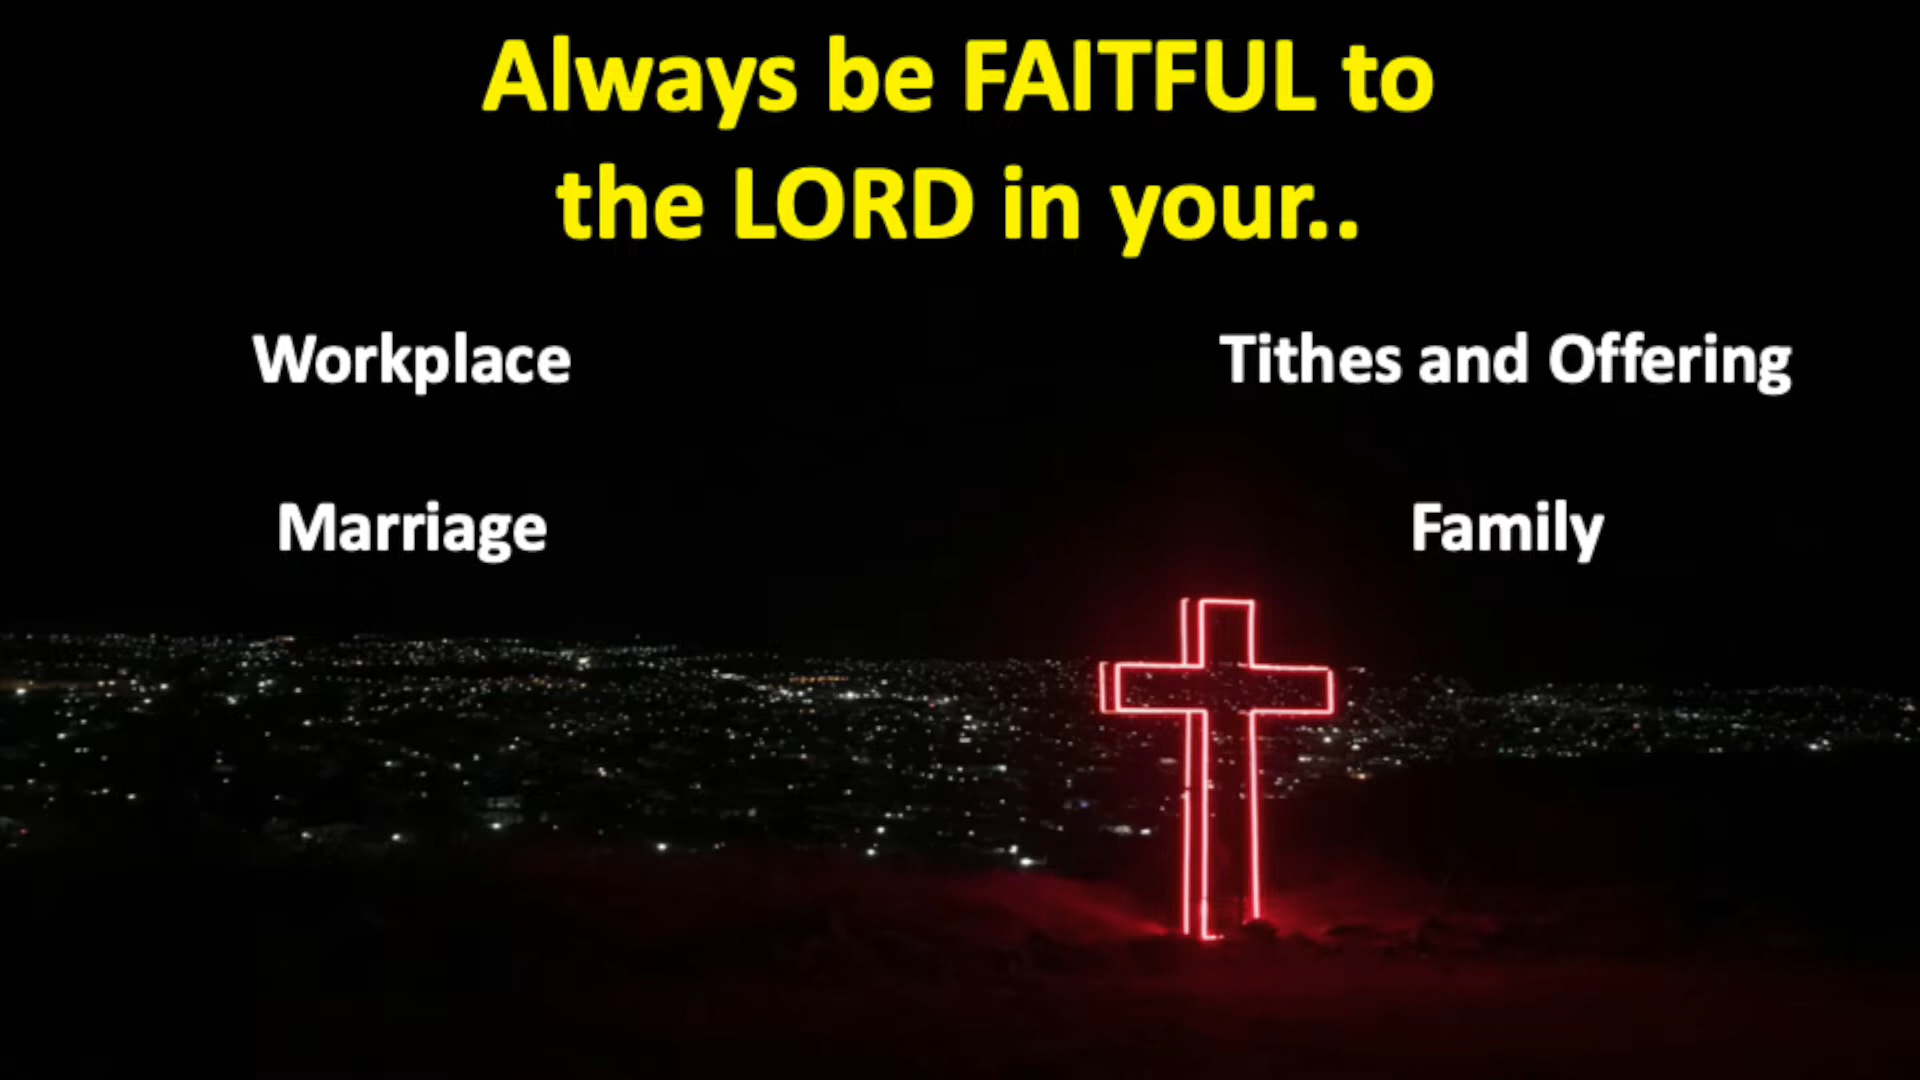 Always be FAITFUL to
the LORD in your..
Workplace
Tithes and Offering
Marriage
Family